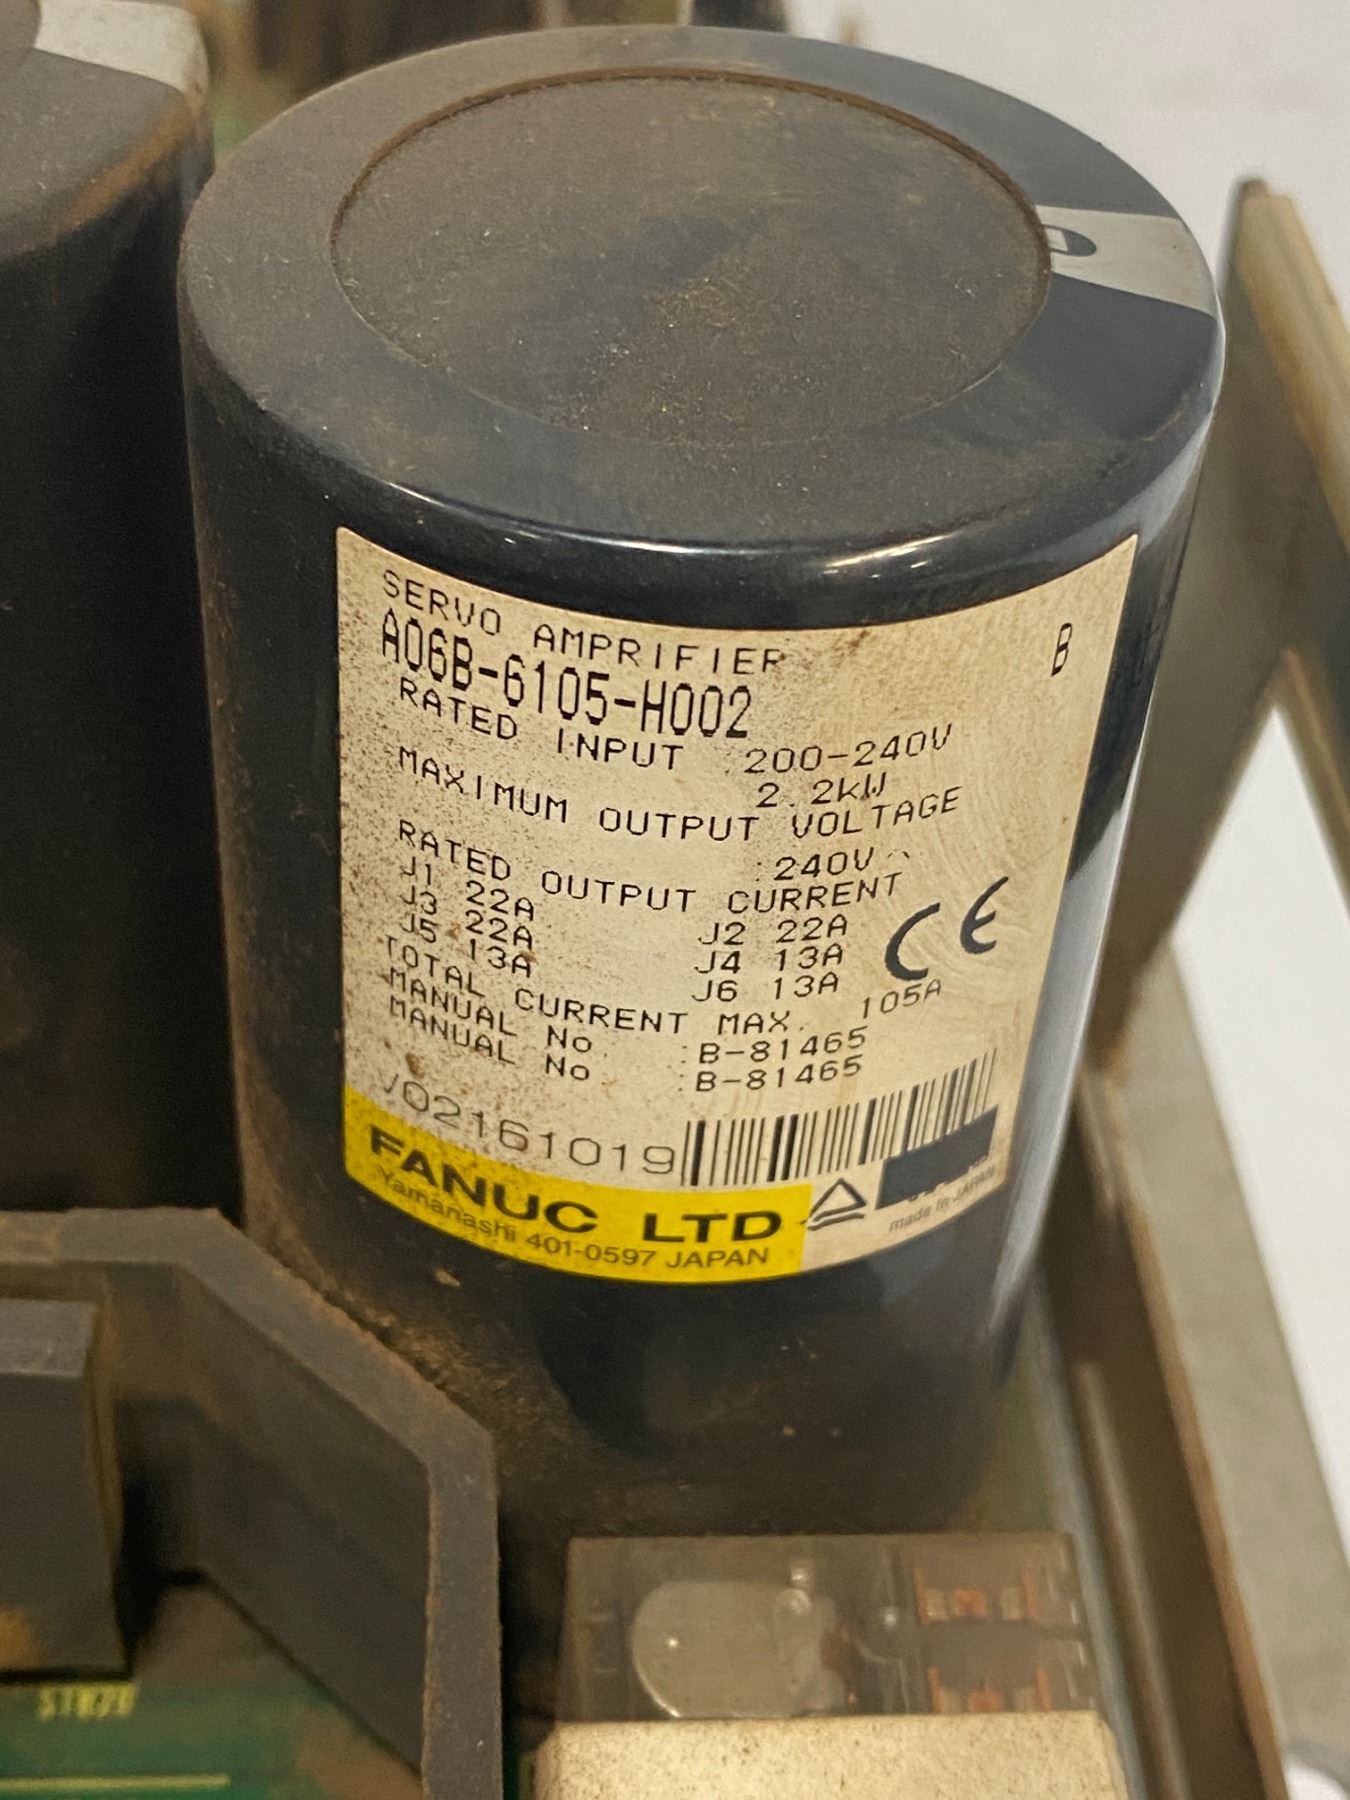 SERVO AMPRIFIER
B
A06B-6105-H002
RATED INPUT :200-240V
2.2kW
MAXIMUM OUTPUT VOLTAGE
:240V~
RATED OUTPUT CURRENT
J1 22A J2 22A
J3 22A J4 13A
J5 13A J6 13A
CE
TOTAL CURRENT MAX. 105A
MANUAL No :B-81465
MANUAL No :B-81465
V02161019
FANUC LTD
Yamanashi 401-0597 JAPAN
made in JAPAN